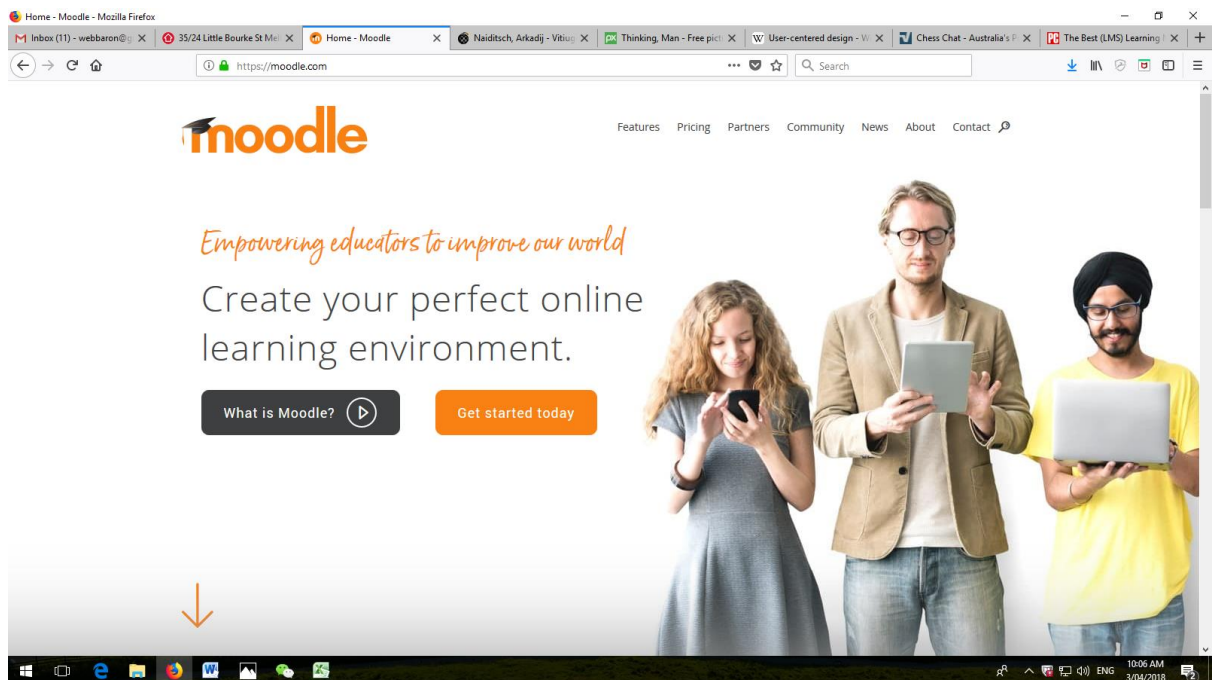 Home - Moodle - Mozilla Firefox
Inbox (11) - webbaron@g
35/24 Little Bourke St Mel
Home - Moodle
Naiditsch, Arkadij - Vitiug
Thinking, Man - Free pict
User-centered design - W
Chess Chat - Australia's P
The Best (LMS) Learning
https://moodle.com
Search
moodle
Features Pricing Partners Community News About Contact
Empowering educators to improve our world
Create your perfect online
learning environment.
What is Moodle?
Get started today
ENG
10:06 AM
3/04/2018